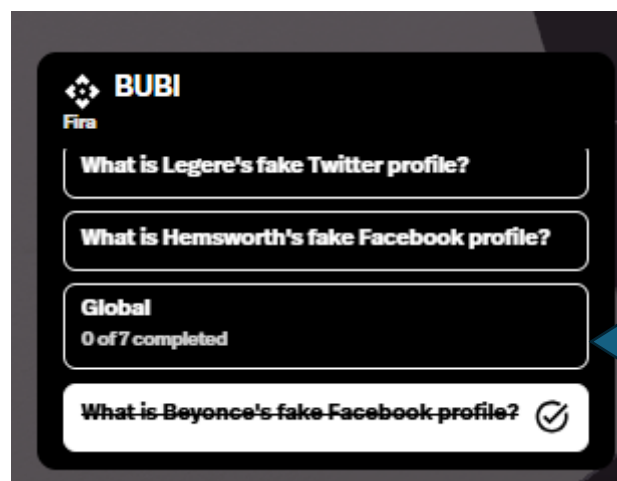 BUBI
Fira
What is Legere's fake Twitter profile?
What is Hemsworth's fake Facebook profile?
Global
0 of 7 completed
What is Beyonce's fake Facebook profile?